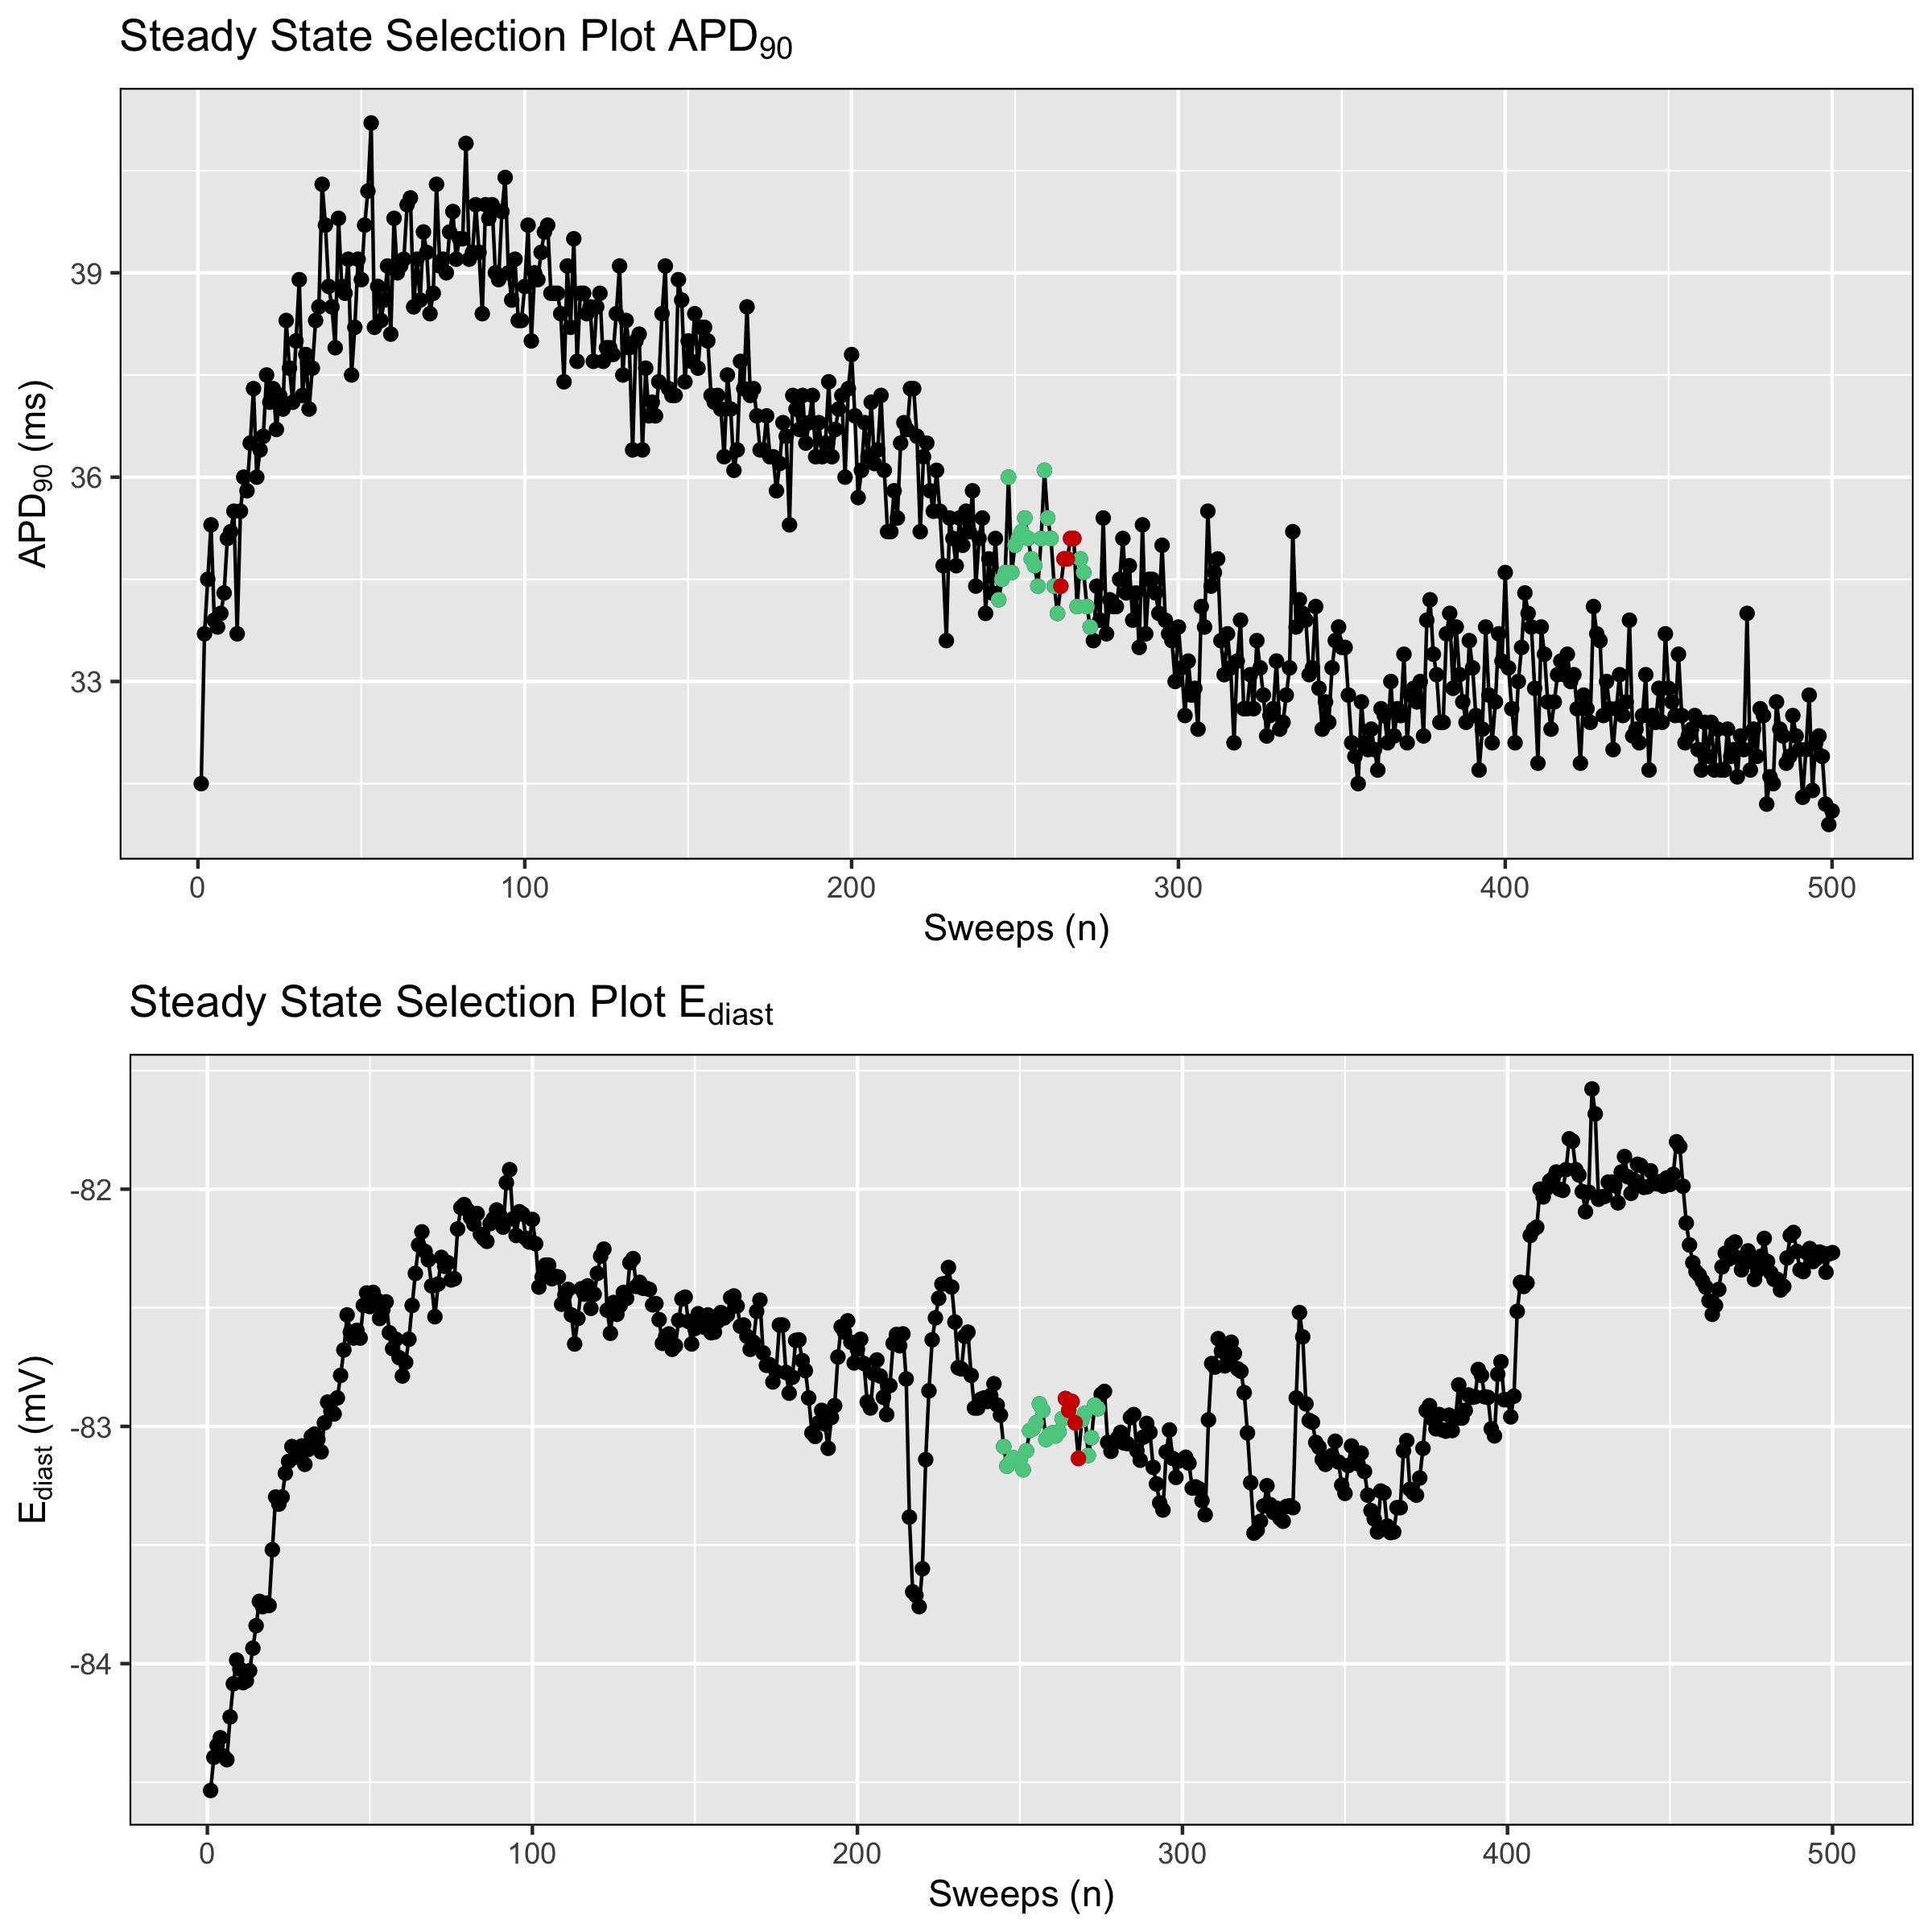 Steady State Selection Plot APD90
APD90 (ms)
39
36
33
0 100 200 300 400 500
Sweeps (n)
Steady State Selection Plot Ediast
Ediast (mV)
-82
-83
-84
0 100 200 300 400 500
Sweeps (n)